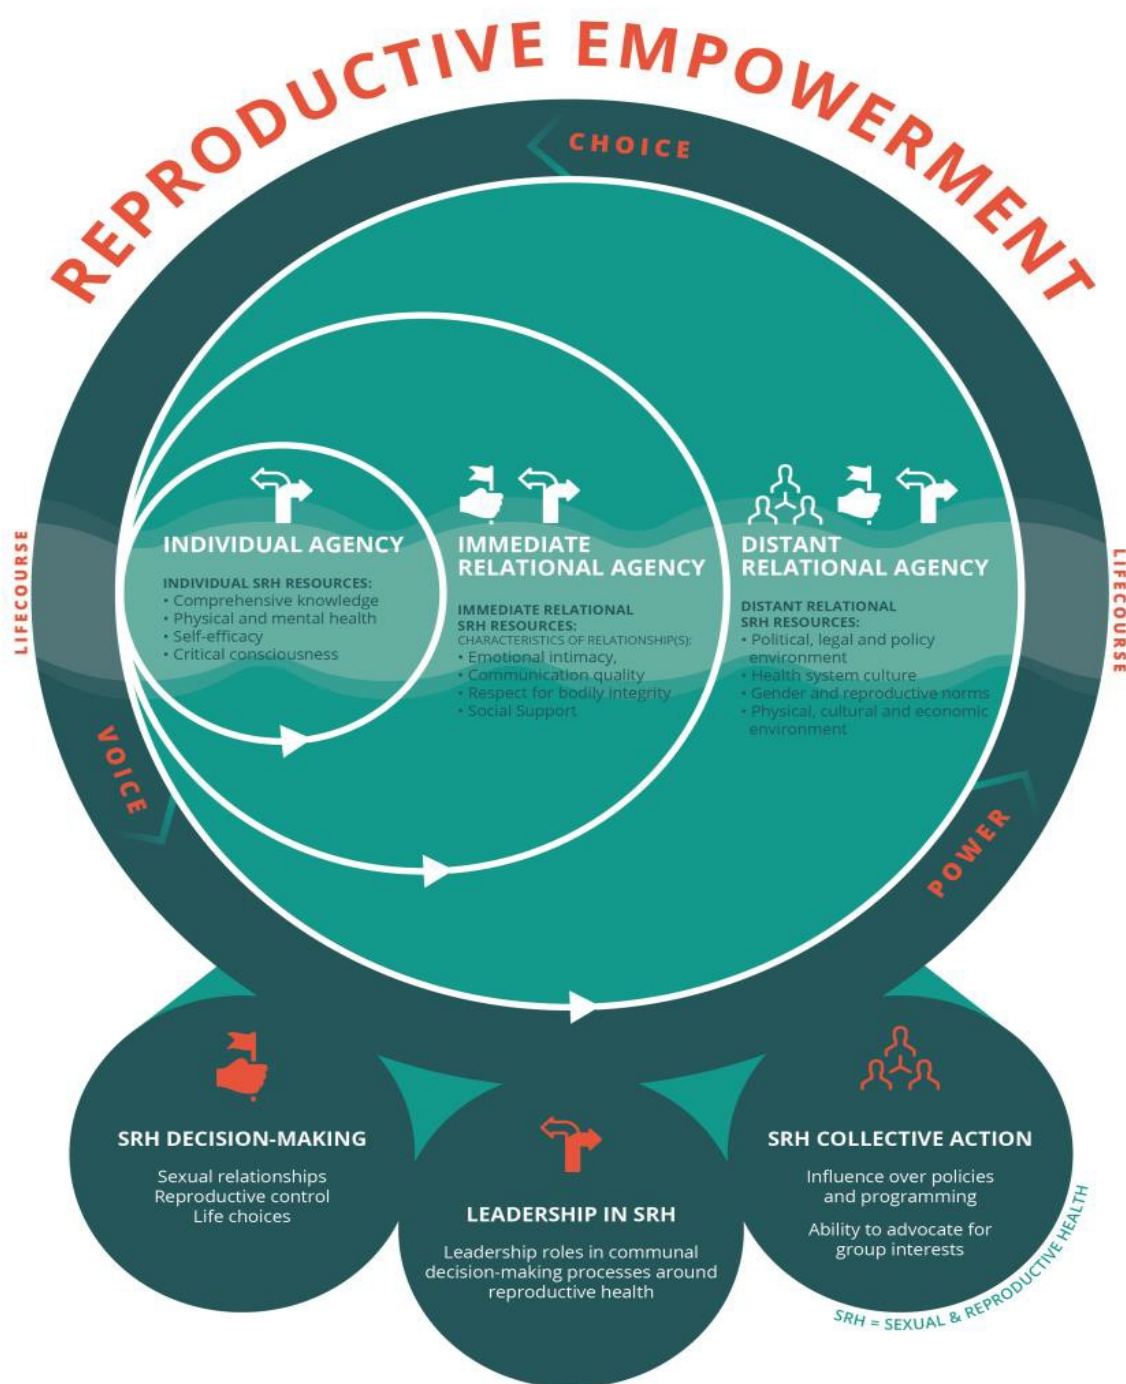 REPRODUCTIVE EMPOWERMENT
CHOICE
LIFECOURSE
INDIVIDUAL AGENCY
INDIVIDUAL SRH RESOURCES:
• Comprehensive knowledge
• Physical and mental health
• Self-efficacy
• Critical consciousness
IMMEDIATE
RELATIONAL AGENCY
IMMEDIATE RELATIONAL
SRH RESOURCES:
CHARACTERISTICS OF RELATIONSHIP(S):
• Emotional intimacy,
• Communication quality
• Respect for bodily integrity
• Social Support
DISTANT
RELATIONAL AGENCY
DISTANT RELATIONAL
SRH RESOURCES:
• Political, legal and policy
environment
• Health system culture
• Gender and reproductive norms
• Physical, cultural and economic
environment
LIFECOURSE
VOICE
POWER
SRH DECISION-MAKING
Sexual relationships
Reproductive control
Life choices
LEADERSHIP IN SRH
Leadership roles in communal
decision-making processes around
reproductive health
SRH COLLECTIVE ACTION
Influence over policies
and programming
Ability to advocate for
group interests
SRH = SEXUAL & REPRODUCTIVE HEALTH